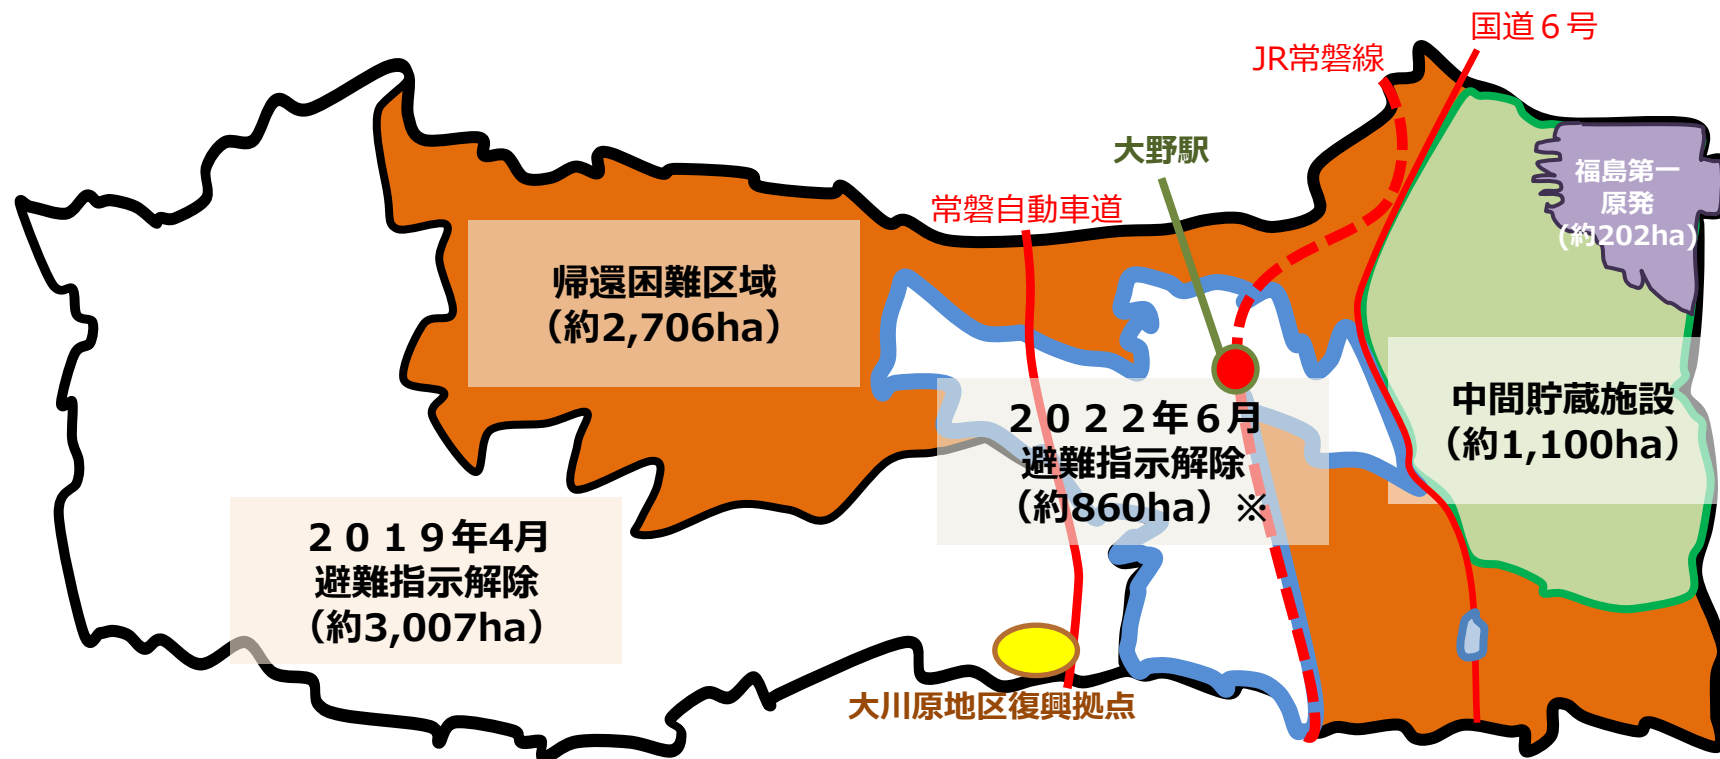 国道６号
JR常磐線
大野駅
常磐自動車道
福島第一
原発
(約202ha)
帰還困難区域
（約2,706ha）
中間貯蔵施設
（約1,100ha）
２０２２年６月
避難指示解除
（約860ha）※
２０１９年4月
避難指示解除
（約3,007ha）
大川原地区復興拠点